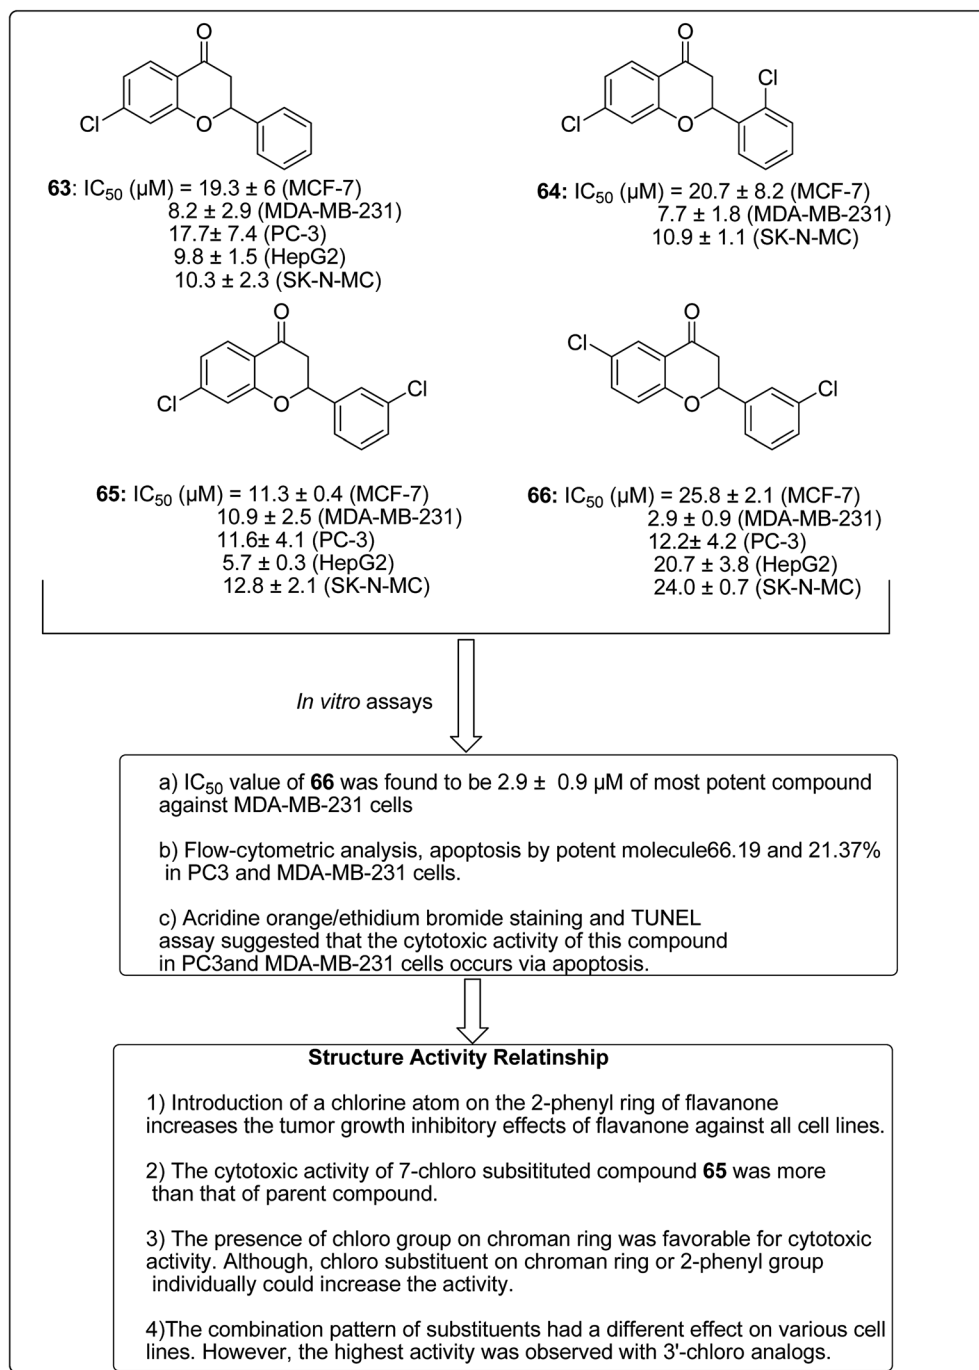 O
Cl
O
63: IC50 (µM) = 19.3 ± 6 (MCF-7)
8.2 ± 2.9 (MDA-MB-231)
17.7± 7.4 (PC-3)
9.8 ± 1.5 (HepG2)
10.3 ± 2.3 (SK-N-MC)
O
Cl
Cl
O
64: IC50 (µM) = 20.7 ± 8.2 (MCF-7)
7.7 ± 1.8 (MDA-MB-231)
10.9 ± 1.1 (SK-N-MC)
O
Cl
Cl
O
65: IC50 (µM) = 11.3 ± 0.4 (MCF-7)
10.9 ± 2.5 (MDA-MB-231)
11.6± 4.1 (PC-3)
5.7 ± 0.3 (HepG2)
12.8 ± 2.1 (SK-N-MC)
O
Cl
Cl
O
66: IC50 (µM) = 25.8 ± 2.1 (MCF-7)
2.9 ± 0.9 (MDA-MB-231)
12.2± 4.2 (PC-3)
20.7 ± 3.8 (HepG2)
24.0 ± 0.7 (SK-N-MC)
In vitro assays
a) IC50 value of 66 was found to be 2.9 ± 0.9 µM of most potent compound
against MDA-MB-231 cells
b) Flow-cytometric analysis, apoptosis by potent molecule66.19 and 21.37%
in PC3 and MDA-MB-231 cells.
c) Acridine orange/ethidium bromide staining and TUNEL
assay suggested that the cytotoxic activity of this compound
in PC3and MDA-MB-231 cells occurs via apoptosis.
Structure Activity Relatinship
1) Introduction of a chlorine atom on the 2-phenyl ring of flavanone
increases the tumor growth inhibitory effects of flavanone against all cell lines.
2) The cytotoxic activity of 7-chloro subsitituted compound 65 was more
than that of parent compound.
3) The presence of chloro group on chroman ring was favorable for cytotoxic
activity. Although, chloro substituent on chroman ring or 2-phenyl group
individually could increase the activity.
4)The combination pattern of substituents had a different effect on various cell
lines. However, the highest activity was observed with 3'-chloro analogs.